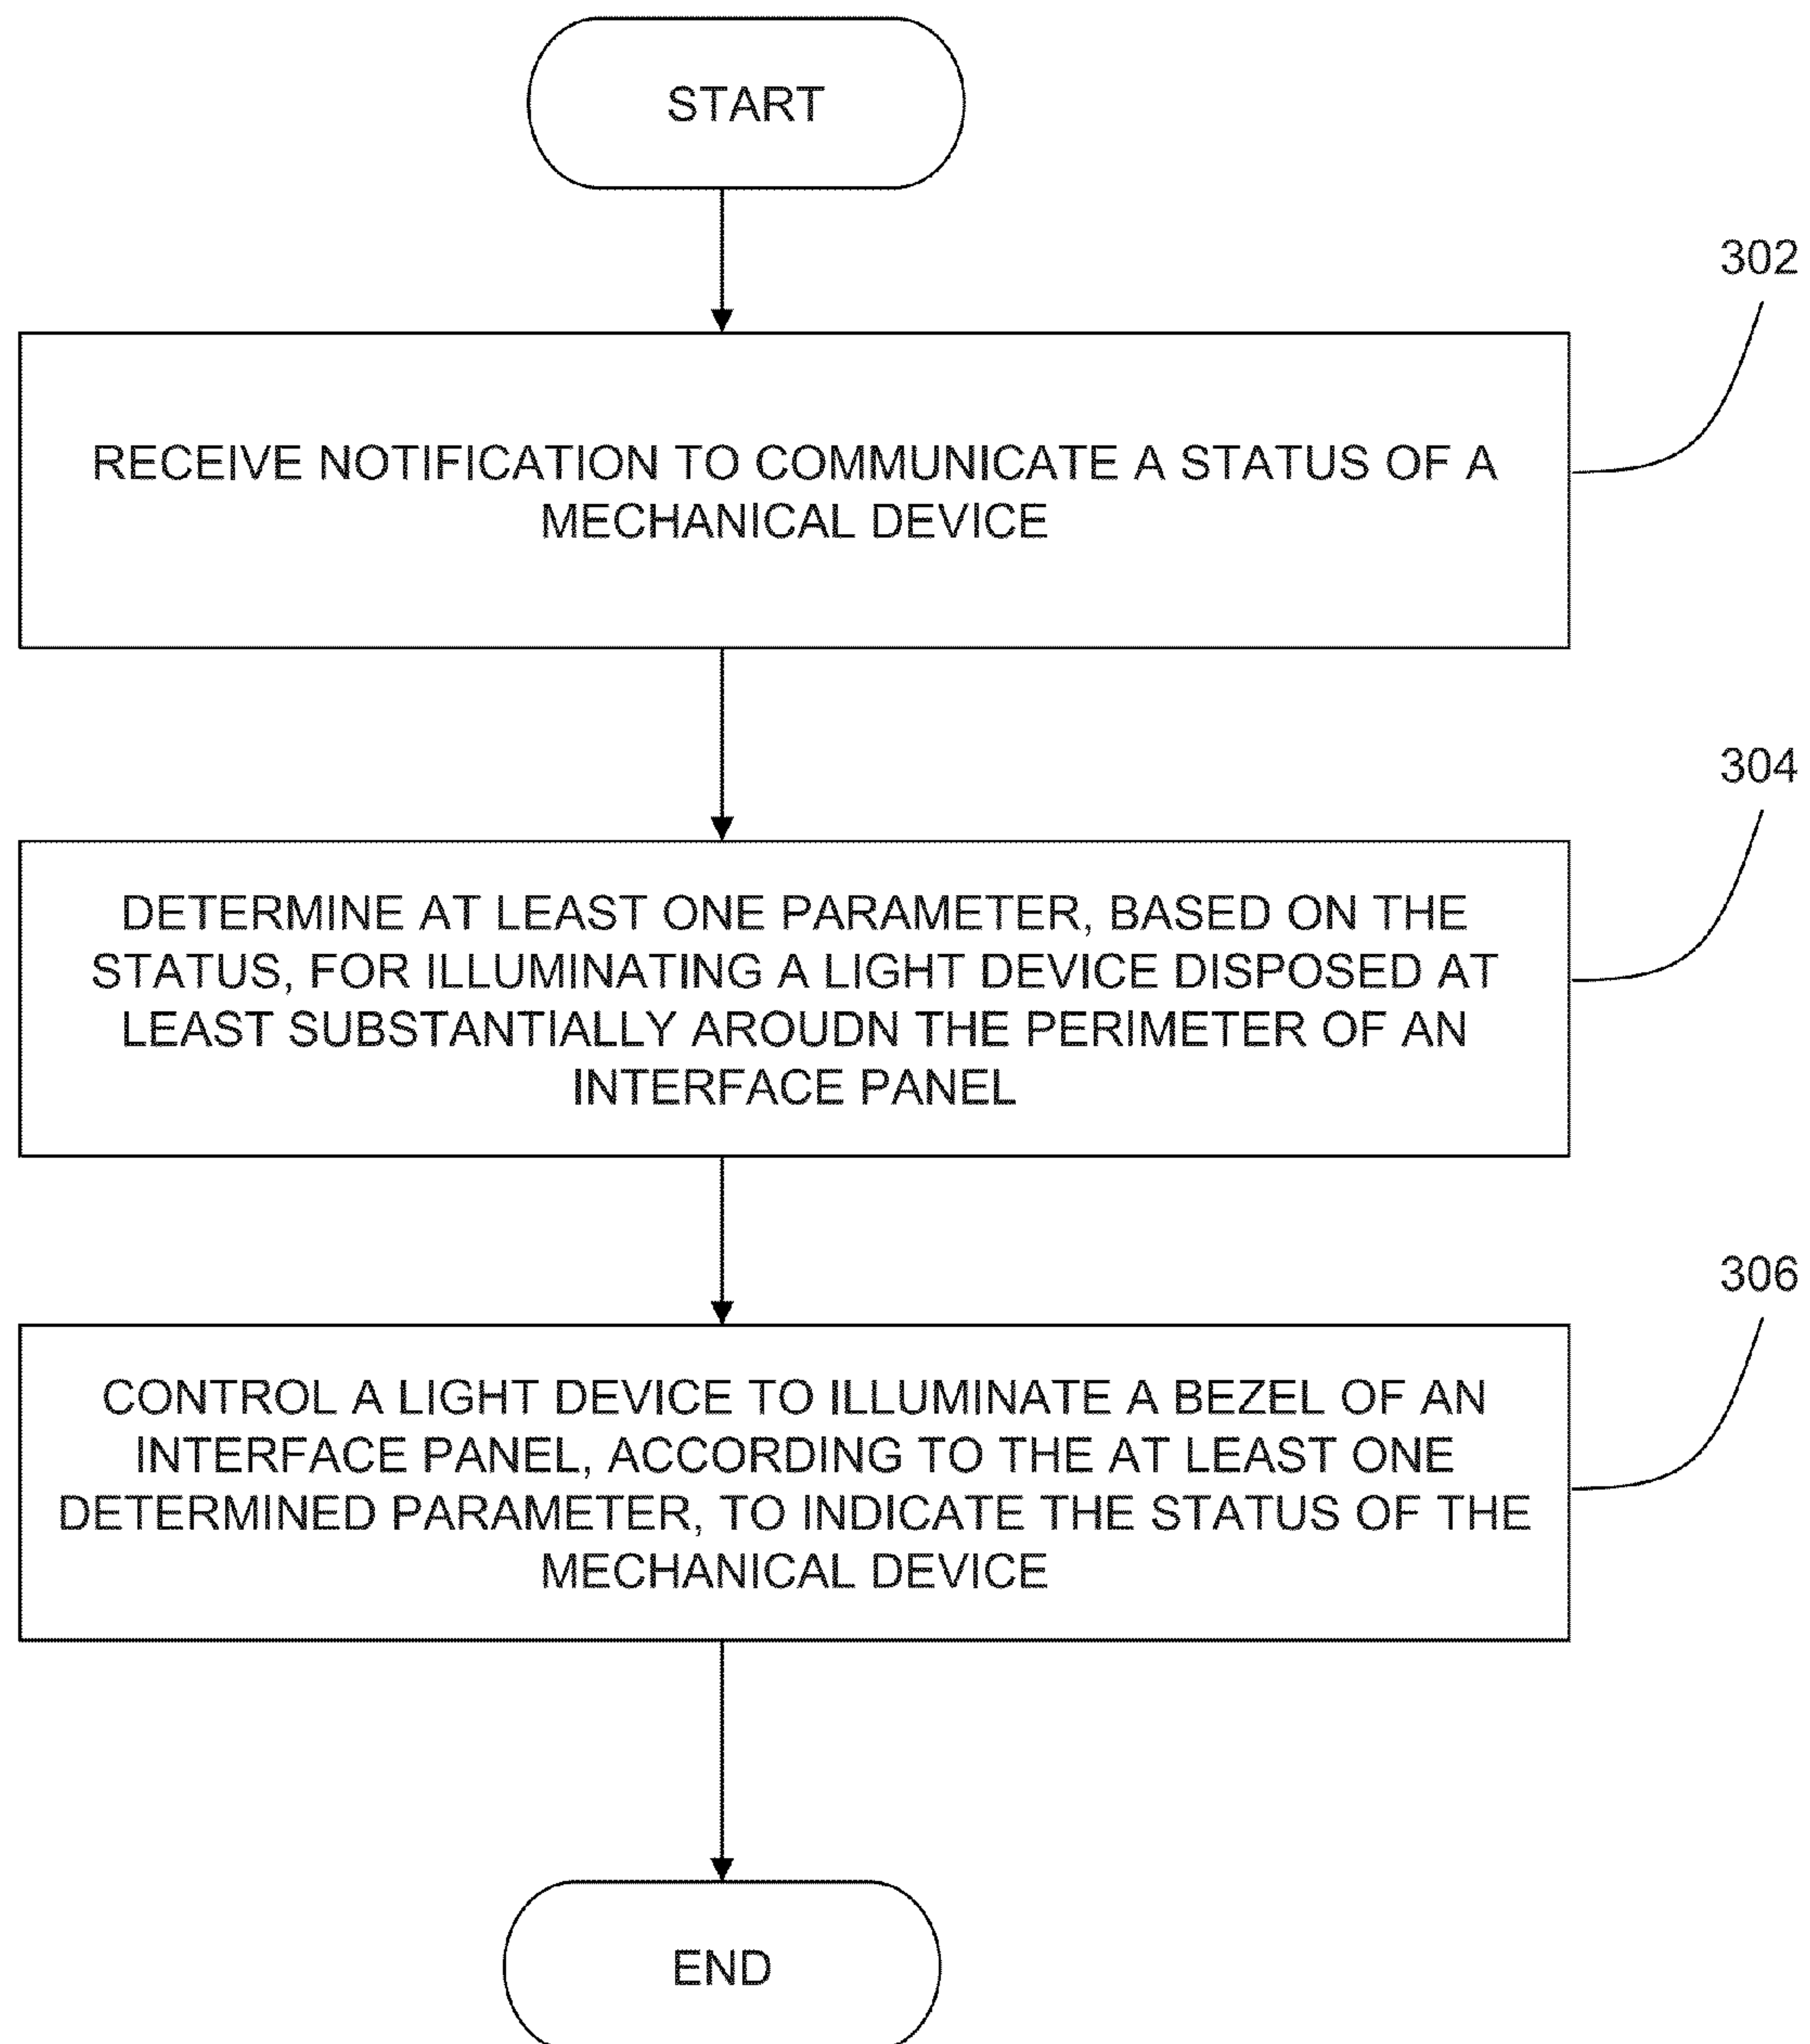 START
302
RECEIVE NOTIFICATION TO COMMUNICATE A STATUS OF A
MECHANICAL DEVICE
304
DETERMINE AT LEAST ONE PARAMETER, BASED ON THE
STATUS, FOR ILLUMINATING A LIGHT DEVICE DISPOSED AT
LEAST SUBSTANTIALLY AROUDN THE PERIMETER OF AN
INTERFACE PANEL
306
CONTROL A LIGHT DEVICE TO ILLUMINATE A BEZEL OF AN
INTERFACE PANEL, ACCORDING TO THE AT LEAST ONE
DETERMINED PARAMETER, TO INDICATE THE STATUS OF THE
MECHANICAL DEVICE
END